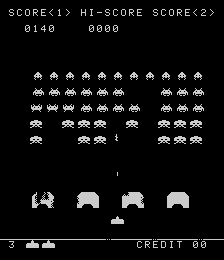 SCORE<1> HI-SCORE SCORE<2>
0140 0000
3 CREDIT 00